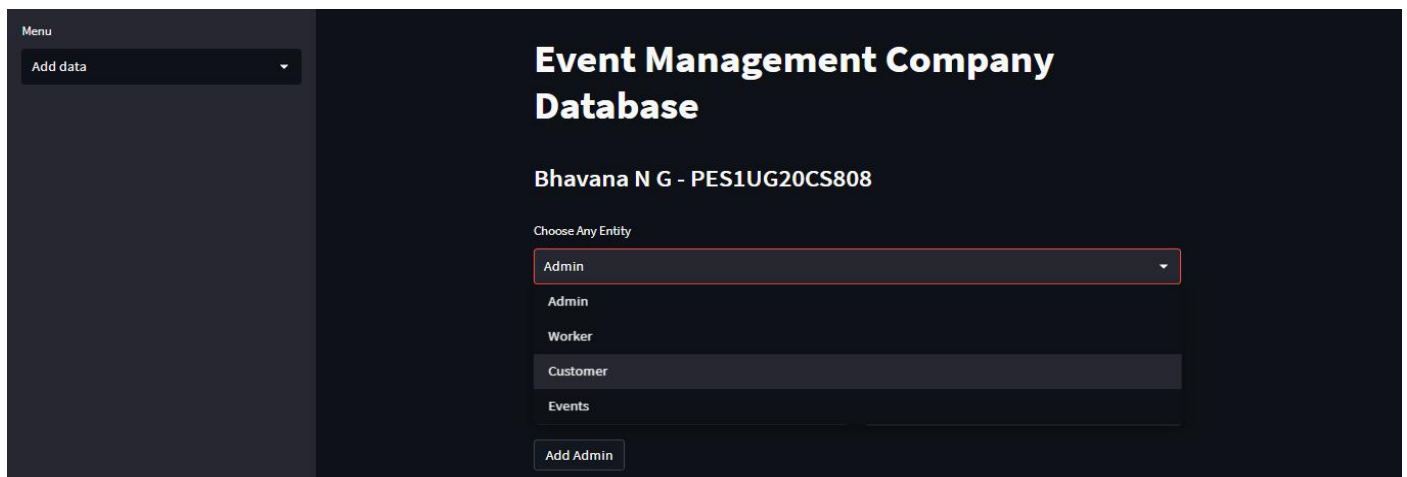 Menu
Add data
Event Management Company
Database
Bhavana N G - PES1UG20CS808
Choose Any Entity
Admin
Admin
Worker
Customer
Events
Add Admin